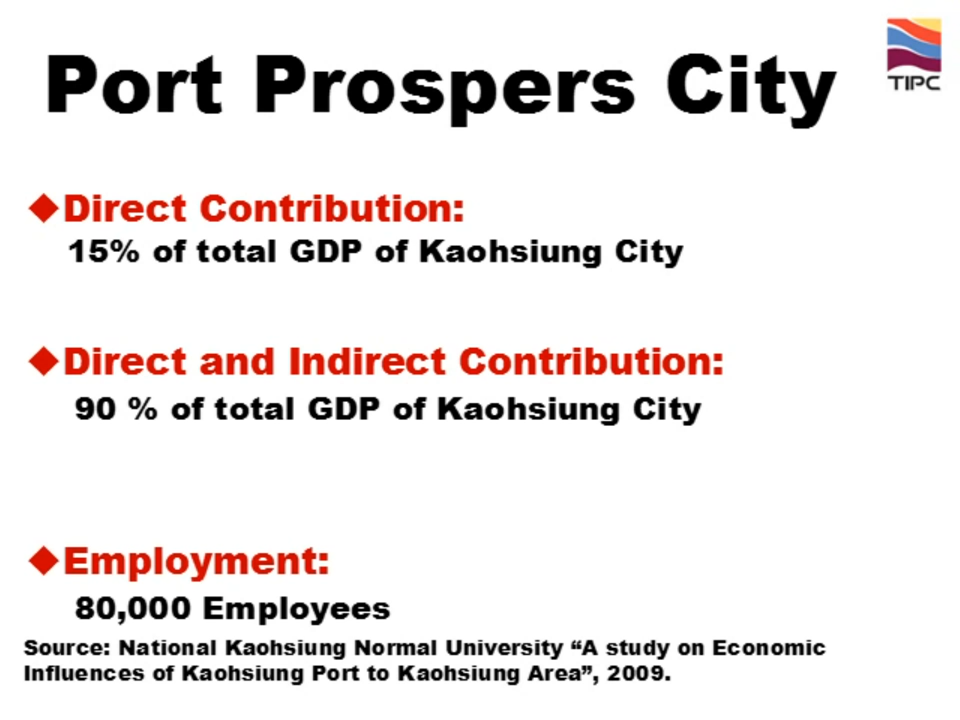 Port Prospers City
TIPC
◆Direct Contribution:
15% of total GDP of Kaohsiung City
◆Direct and Indirect Contribution:
90 % of total GDP of Kaohsiung City
◆Employment:
80,000 Employees
Source: National Kaohsiung Normal University “A study on Economic
Influences of Kaohsiung Port to Kaohsiung Area”, 2009.